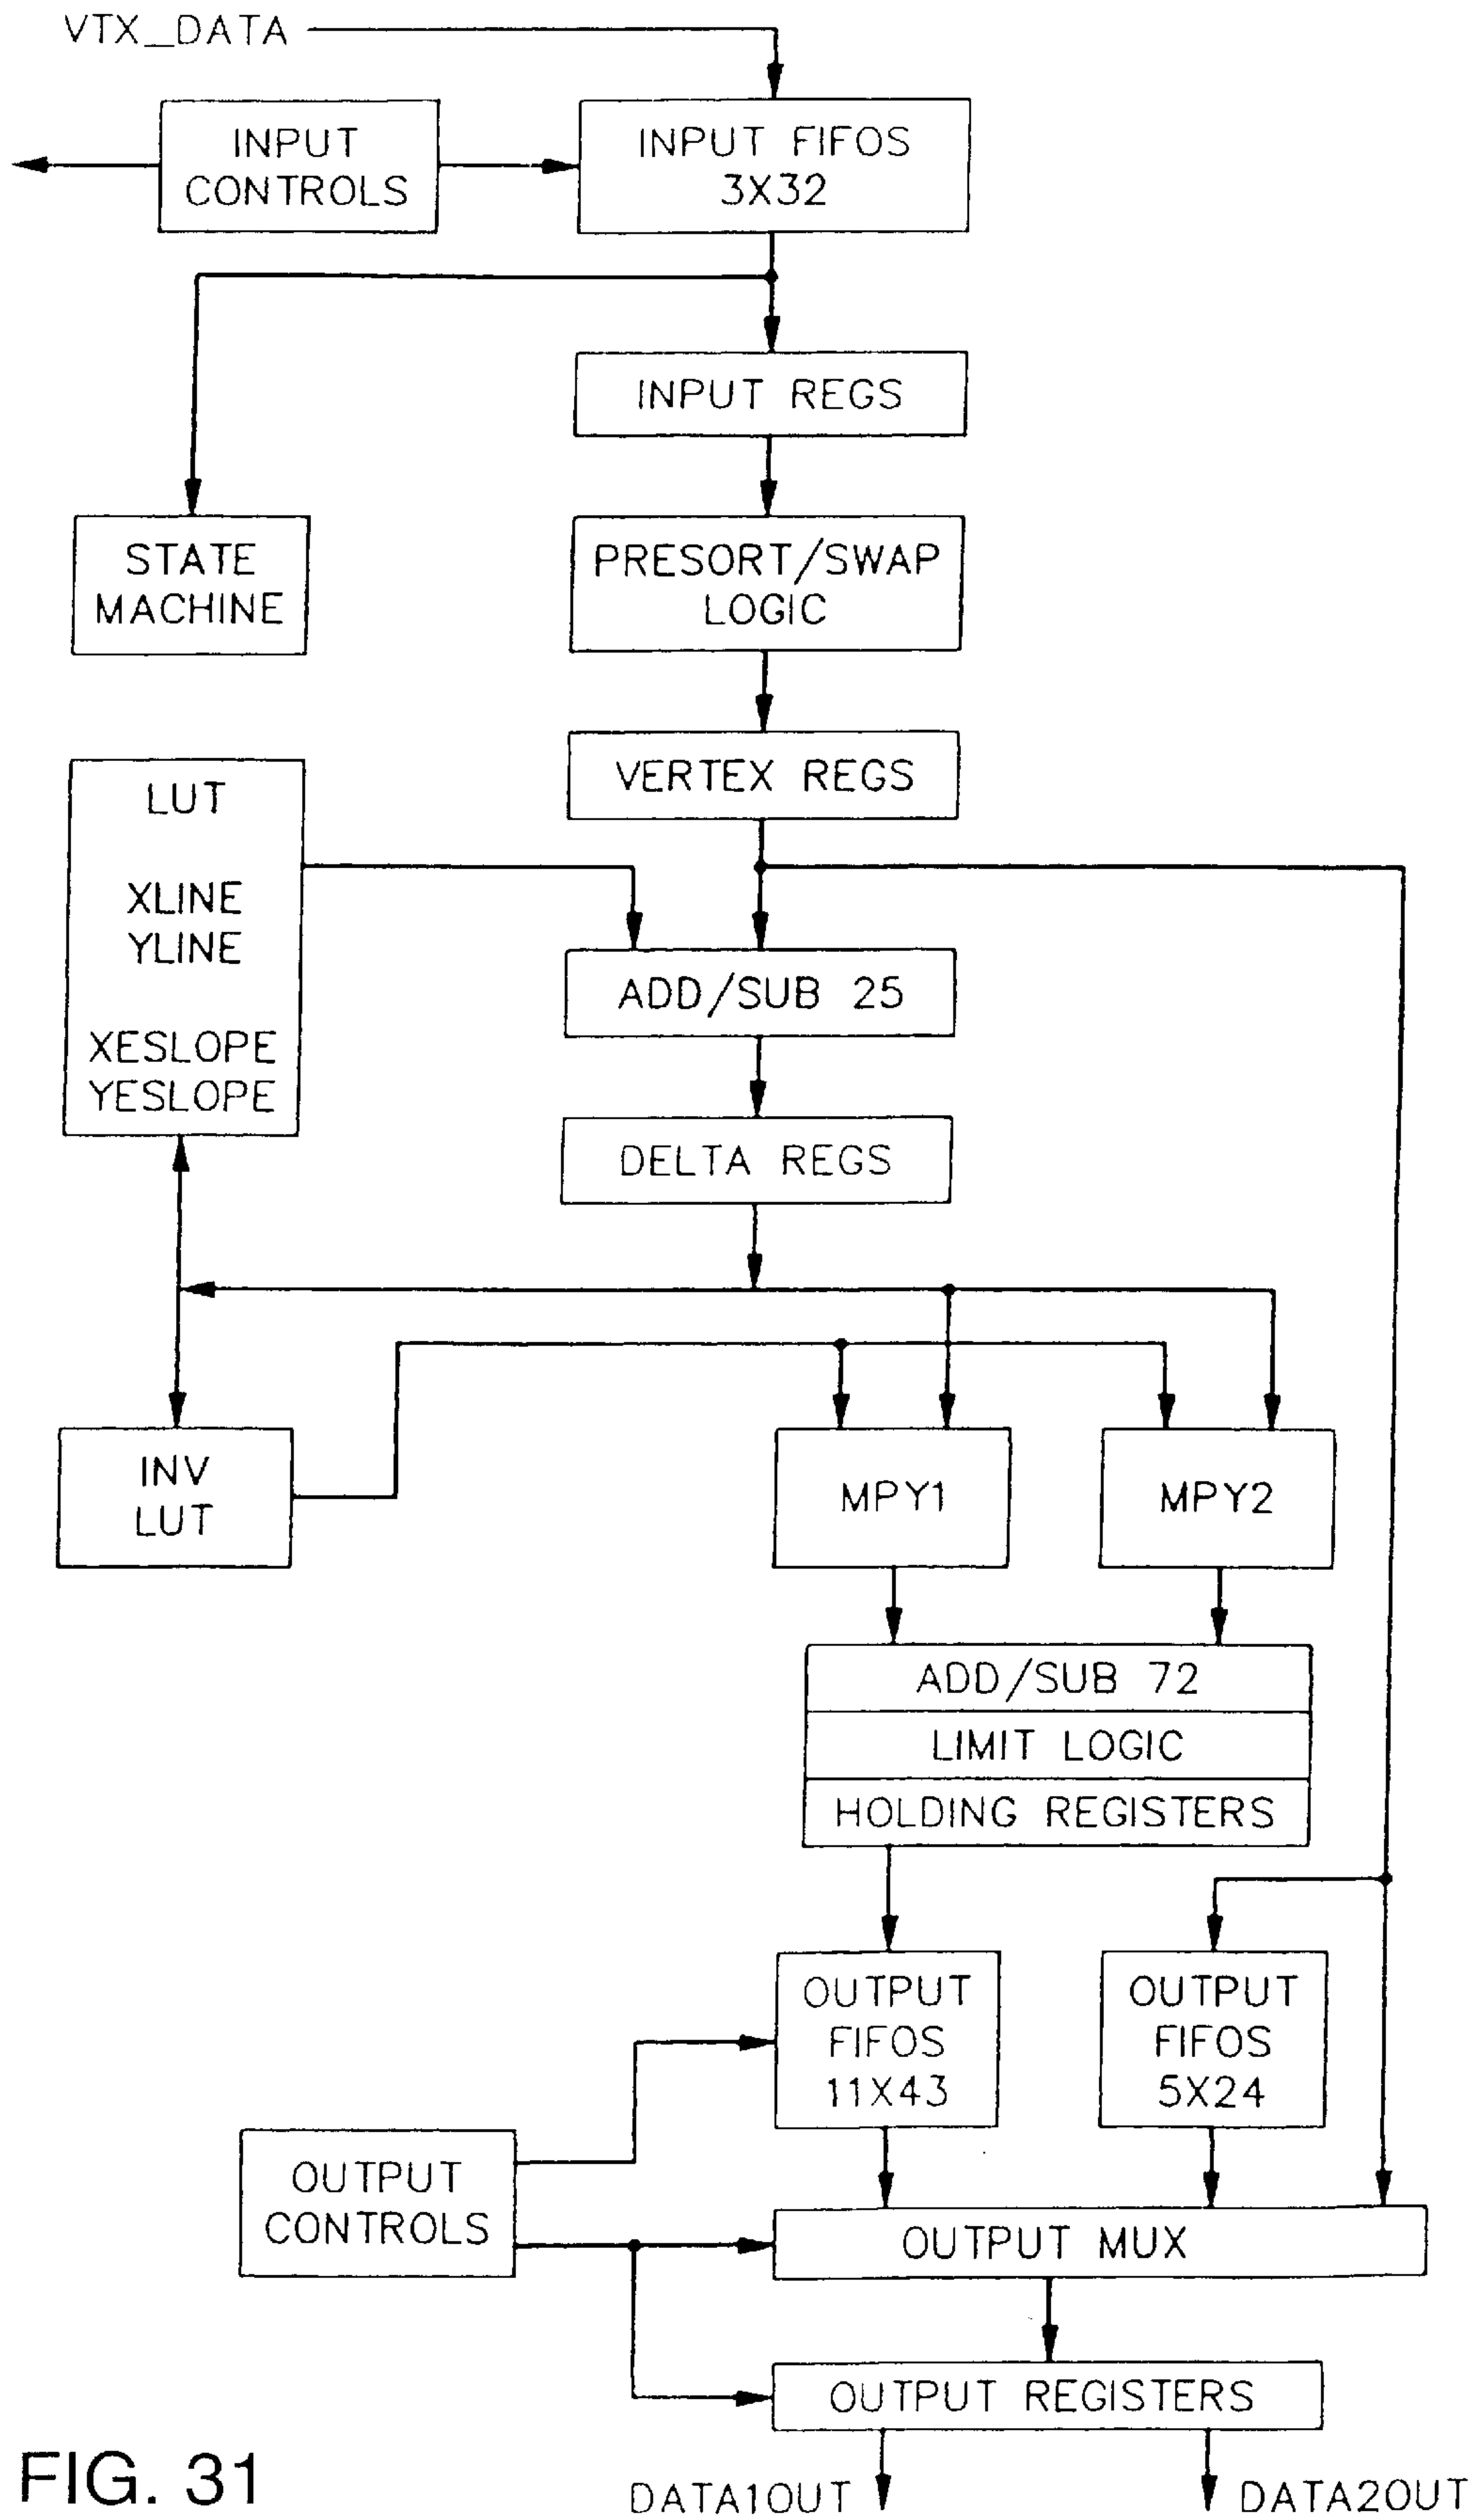 VTX_DATA
INPUT
CONTROLS
INPUT FIFOS
3X32
INPUT REGS
STATE
MACHINE
PRESORT/SWAP
LOGIC
VERTEX REGS
LUT
XLINE
YLINE
XESLOPE
YESLOPE
ADD/SUB 25
DELTA REGS
INV
LUT
MPY1
MPY2
ADD/SUB 72
LIMIT LOGIC
HOLDING REGISTERS
OUTPUT
FIFOS
11X43
OUTPUT
FIFOS
5X24
OUTPUT
CONTROLS
OUTPUT MUX
OUTPUT REGISTERS
DATA1OUT
DATA2OUT
FIG. 31